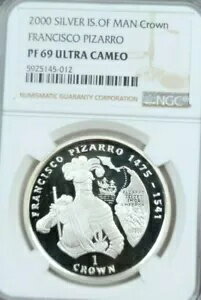 2000 SILVER IS.OF MAN Crown
FRANCISCO PIZARRO
PF 69 ULTRA CAMEO
5925145-012
NUMISMATIC GUARANTY CORPORATION
NGC
FRANCISCO PIZARRO 1475 - 1541
1
CROWN